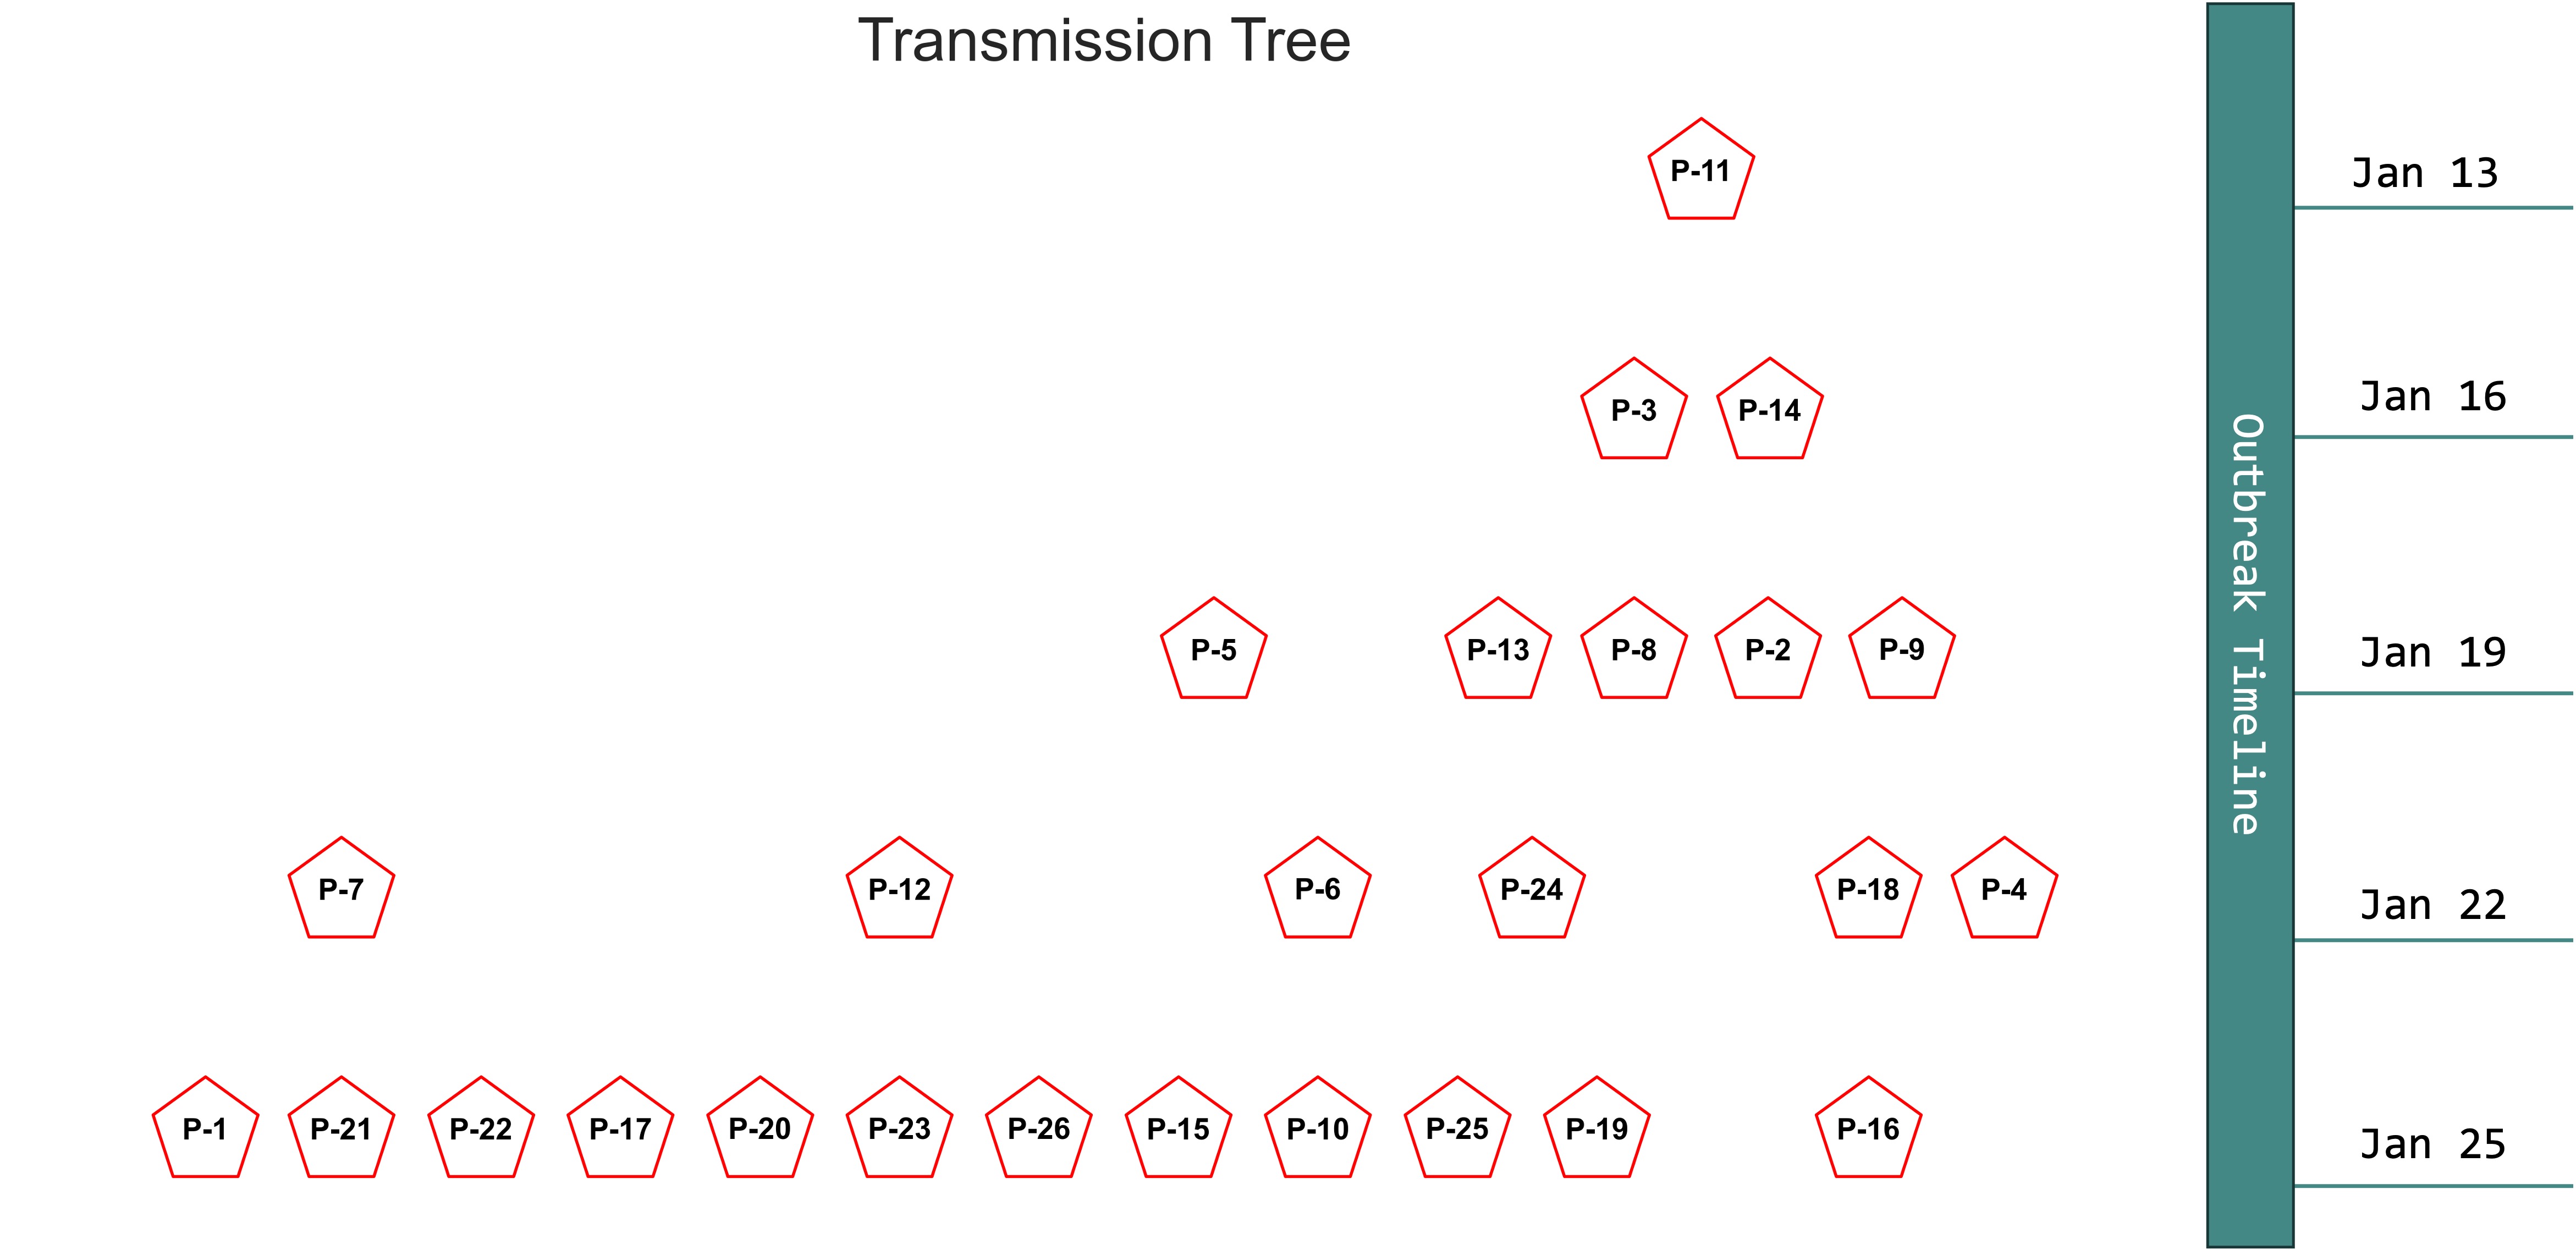 Transmission Tree
P-11
Jan 13
P-3 P-14
Jan 16
P-5 P-13 P-8 P-2 P-9
Jan 19
P-7 P-12 P-6 P-24 P-18 P-4
Jan 22
P-1 P-21 P-22 P-17 P-20 P-23 P-26 P-15 P-10 P-25 P-19 P-16
Jan 25
Outbreak Timeline